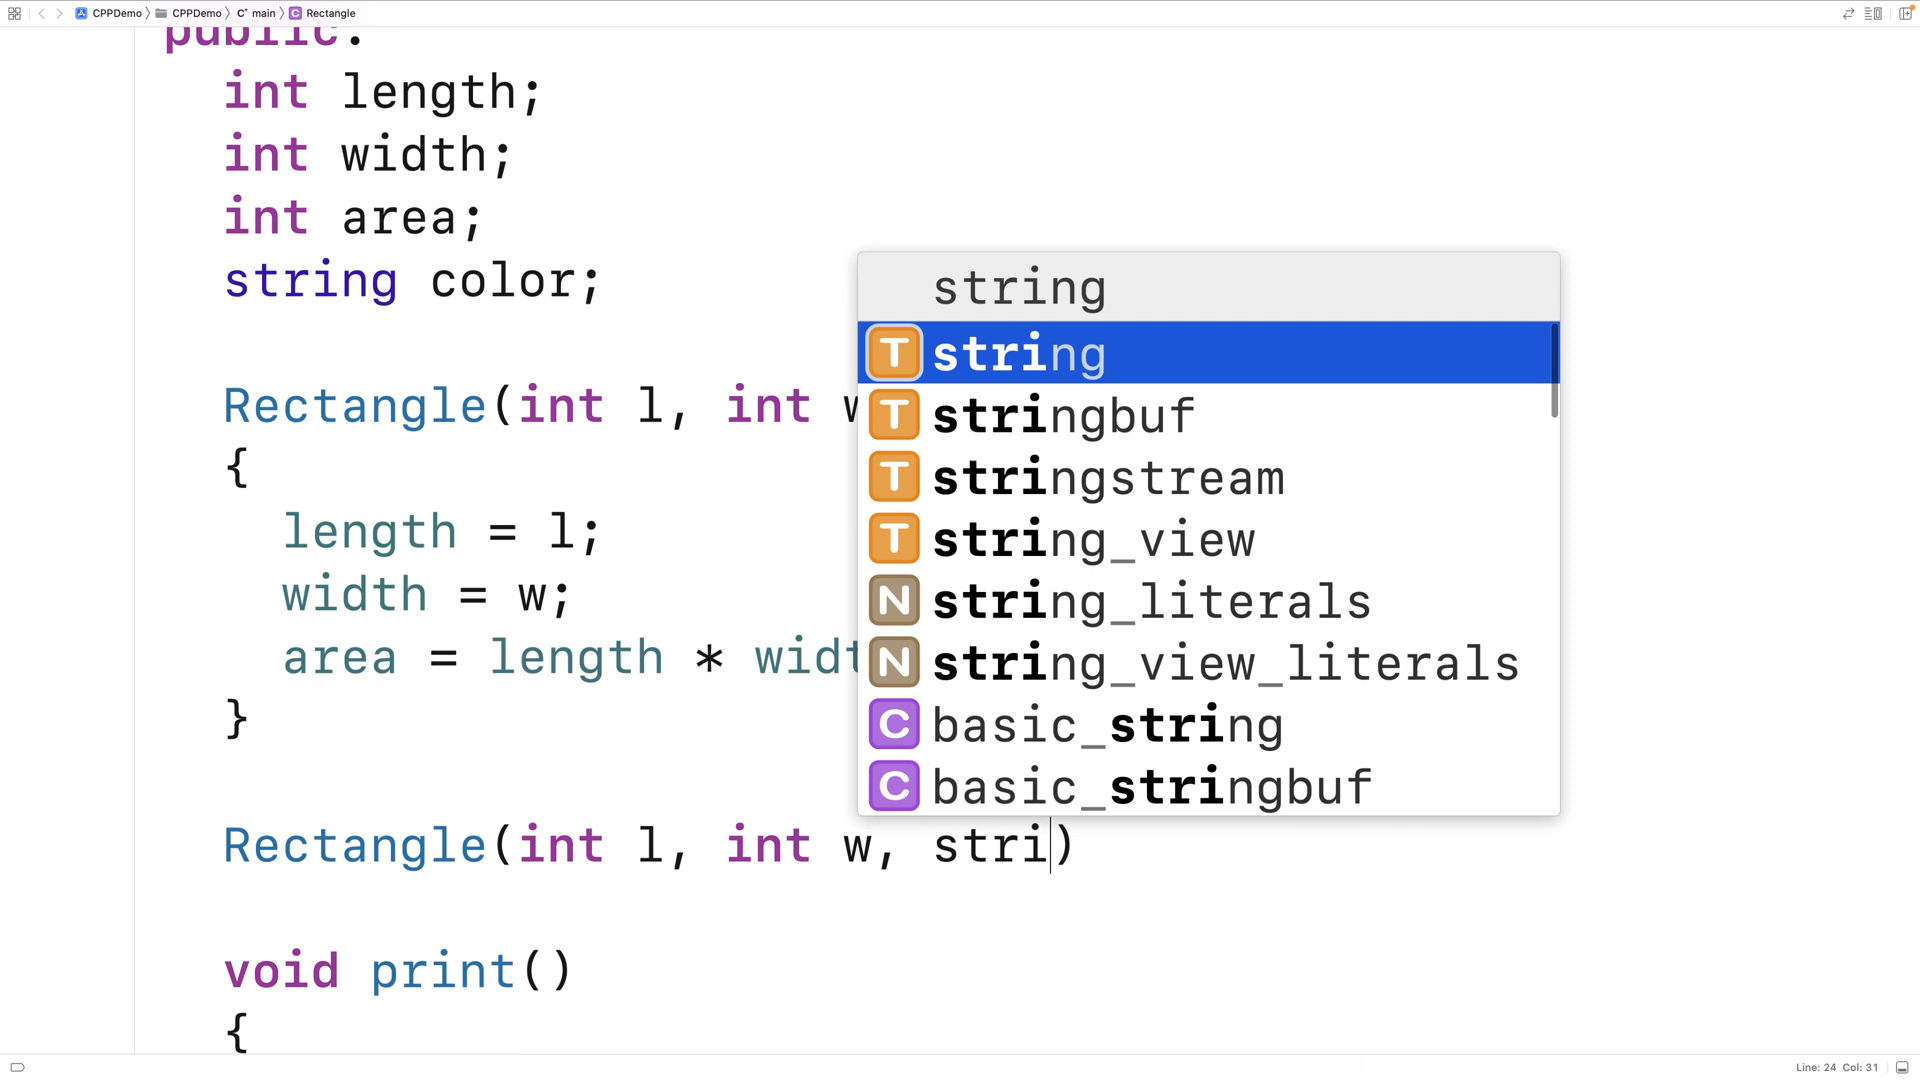 CPPDemo CPPDemo C+ main C Rectangle
public:
int length;
int width;
int area;
string color;
Rectangle(int l, int w
{
length = l;
width = w;
area = length * widt
}
string
T string
T stringbuf
T stringstream
T string_view
N string_literals
N string_view_literals
C basic_string
C basic_stringbuf
Rectangle(int l, int w, stri)
void print()
{
Line: 24 Col: 31